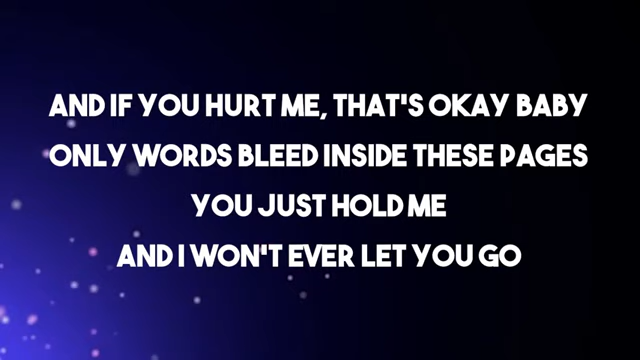 AND IF YOU HURT ME, THAT'S OKAY BABY
ONLY WORDS BLEED INSIDE THESE PAGES
YOU JUST HOLD ME
AND I WON'T EVER LET YOU GO